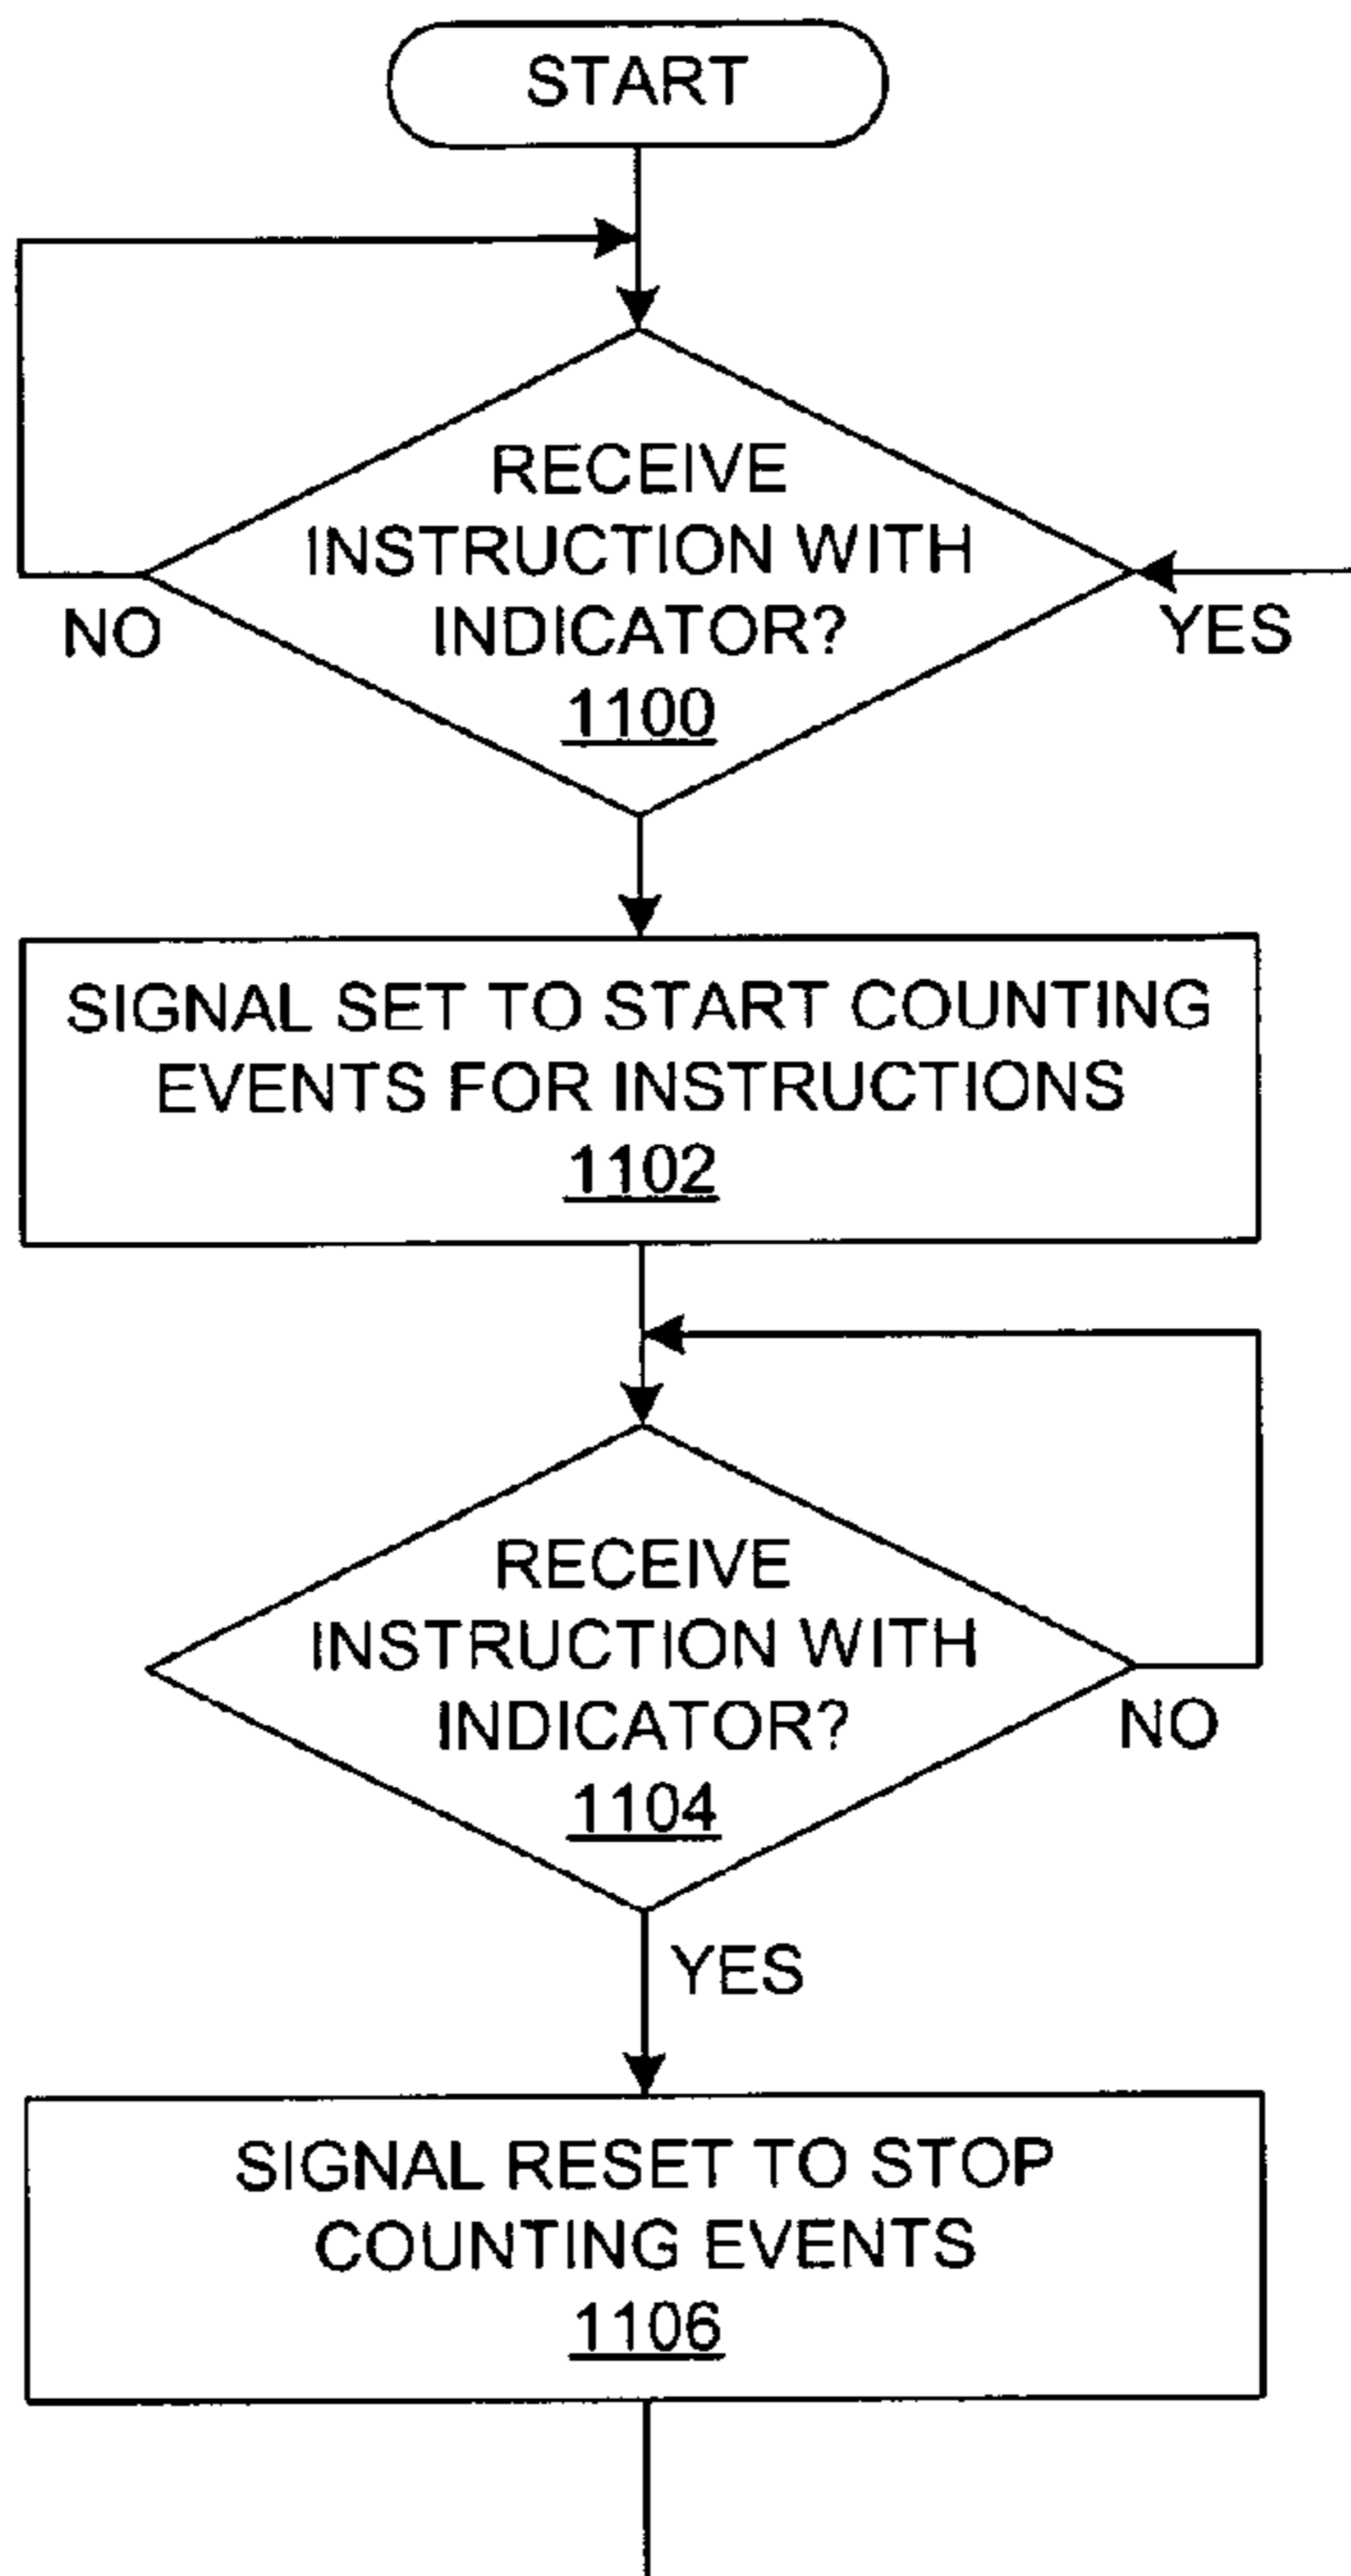 START
RECEIVE
INSTRUCTION WITH
INDICATOR?
1100
NO
YES
SIGNAL SET TO START COUNTING
EVENTS FOR INSTRUCTIONS
1102
RECEIVE
INSTRUCTION WITH
INDICATOR?
1104
NO
YES
SIGNAL RESET TO STOP
COUNTING EVENTS
1106